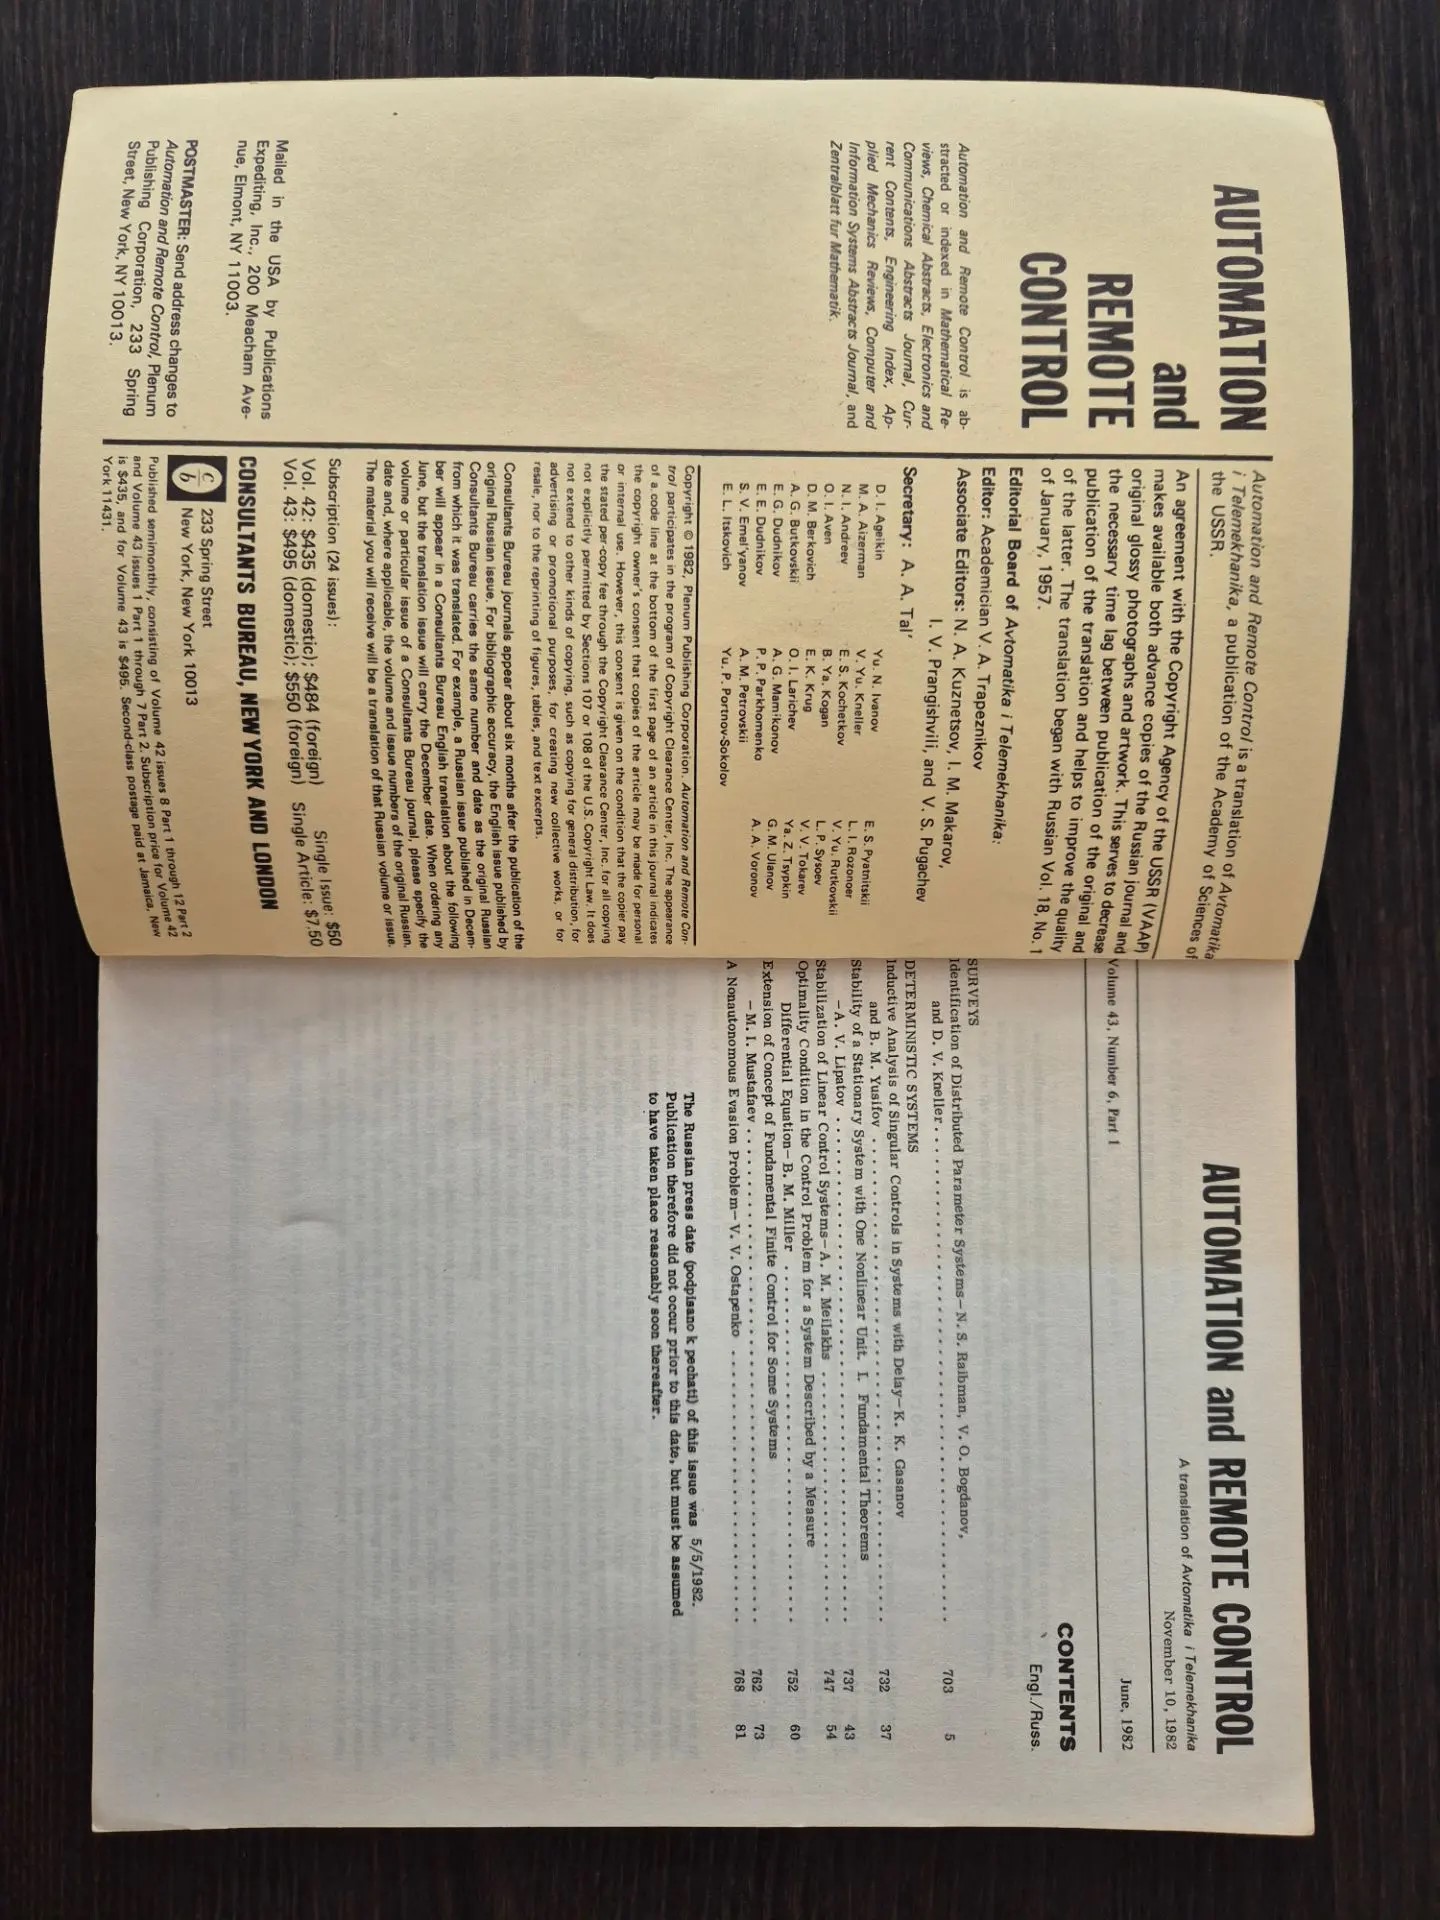 AUTOMATION
and
REMOTE
CONTROL
Automation and Remote Control is ab-
stracted or indexed in Mathematical Re-
views, Chemical Abstracts, Electronics and
Communications Abstracts Journal, Cur-
rent Contents, Engineering Index, Ap-
plied Mechanics Reviews, Computer and
Information Systems Abstracts Journal, and
Zentralblatt fur Mathematik.
Mailed in the USA by Publications
Expediting, Inc., 200 Meacham Ave-
nue, Elmont, NY 11003.
POSTMASTER: Send address changes to
Automation and Remote Control, Plenum
Publishing Corporation, 233 Spring
Street, New York, NY 10013.
Automation and Remote Control is a translation of Avtomatika
i Telemekhanika, a publication of the Academy of Sciences of
the USSR.
An agreement with the Copyright Agency of the USSR (VAAP)
makes available both advance copies of the Russian journal and
original glossy photographs and artwork. This serves to decrease
the necessary time lag between publication of the original and
publication of the translation and helps to improve the quality
of the latter. The translation began with Russian Vol. 18, No. 1
of January, 1957.
Editorial Board of Avtomatika i Telemekhanika:
Editor: Academician V. A. Trapeznikov
Associate Editors: N. A. Kuznetsov, I. M. Makarov,
I. V. Prangishvili, and V. S. Pugachev
Secretary: A. A. Tal'
D. I. Ageikin
M. A. Aizerman
N. I. Andreev
O. I. Aven
D. M. Berkovich
A. G. Butkovskii
E. G. Dudnikov
E. E. Dudnikov
S. V. Emel'yanov
E. L. Itskovich
Yu. N. Ivanov
V. Yu. Kneller
E. S. Kochetkov
B. Ya. Kogan
E. K. Krug
O. I. Larichev
A. G. Mamikonov
P. P. Parkhomenko
A. M. Petrovskii
Yu. P. Portnov-Sokolov
E. S. Pyatnitskii
L. I. Rozonoer
V. Yu. Rutkovskii
L. P. Sysoev
V. V. Tokarev
Ya. Z. Tsypkin
G. M. Ulanov
A. A. Voronov
Copyright © 1982, Plenum Publishing Corporation. Automation and Remote Con-
trol participates in the program of Copyright Clearance Center, Inc. The appearance
of a code line at the bottom of the first page of an article in this journal indicates
the copyright owner's consent that copies of the article may be made for personal
or internal use. However, this consent is given on the condition that the copier pay
the stated per-copy fee through the Copyright Clearance Center, Inc. for all copying
not explicitly permitted by Sections 107 or 108 of the U.S. Copyright Law. It does
not extend to other kinds of copying, such as copying for general distribution, for
advertising or promotional purposes, for creating new collective works, or for
resale, nor to the reprinting of figures, tables, and text excerpts.
Consultants Bureau journals appear about six months after the publication of the
original Russian issue. For bibliographic accuracy, the English issue published by
Consultants Bureau carries the same number and date as the original Russian
from which it was translated. For example, a Russian issue published in Decem-
ber will appear in a Consultants Bureau English translation about the following
June, but the translation issue will carry the December date. When ordering any
volume or particular issue of a Consultants Bureau journal, please specify the
date and, where applicable, the volume and issue numbers of the original Russian.
The material you will receive will be a translation of that Russian volume or issue.
Subscription (24 issues):
Vol. 42: $435 (domestic); $484 (foreign) Single Issue: $50
Vol. 43: $495 (domestic); $550 (foreign) Single Article: $7.50
CONSULTANTS BUREAU, NEW YORK AND LONDON
c
b
233 Spring Street
New York, New York 10013
Published semimonthly, consisting of Volume 42 issues 8 Part 1 through 12 Part 2
and Volume 43 issues 1 Part 1 through 7 Part 2. Subscription price for Volume 42
is $435, and for Volume 43 is $495. Second-class postage paid at Jamaica, New
York 11431.
AUTOMATION and REMOTE CONTROL
A translation of Avtomatika i Telemekhanika
November 10, 1982
Volume 43, Number 6, Part 1 June, 1982
CONTENTS
Engl./Russ.
SURVEYS
Identification of Distributed Parameter Systems—N. S. Raibman, V. O. Bogdanov,
and D. V. Kneller 703 5
DETERMINISTIC SYSTEMS
Inductive Analysis of Singular Controls in Systems with Delay—K. K. Gasanov
and B. M. Yusifov 732 37
Stability of a Stationary System with One Nonlinear Unit. I. Fundamental Theorems
—A. V. Lipatov 737 43
Stabilization of Linear Control Systems—A. M. Meilakhs 747 54
Optimality Condition in the Control Problem for a System Described by a Measure
Differential Equation—B. M. Miller 752 60
Extension of Concept of Fundamental Finite Control for Some Systems
—M. I. Mustafaev 762 73
A Nonautonomous Evasion Problem—V. V. Ostapenko 768 81
The Russian press date (podpisano k pechati) of this issue was 5/5/1982.
Publication therefore did not occur prior to this date, but must be assumed
to have taken place reasonably soon thereafter.